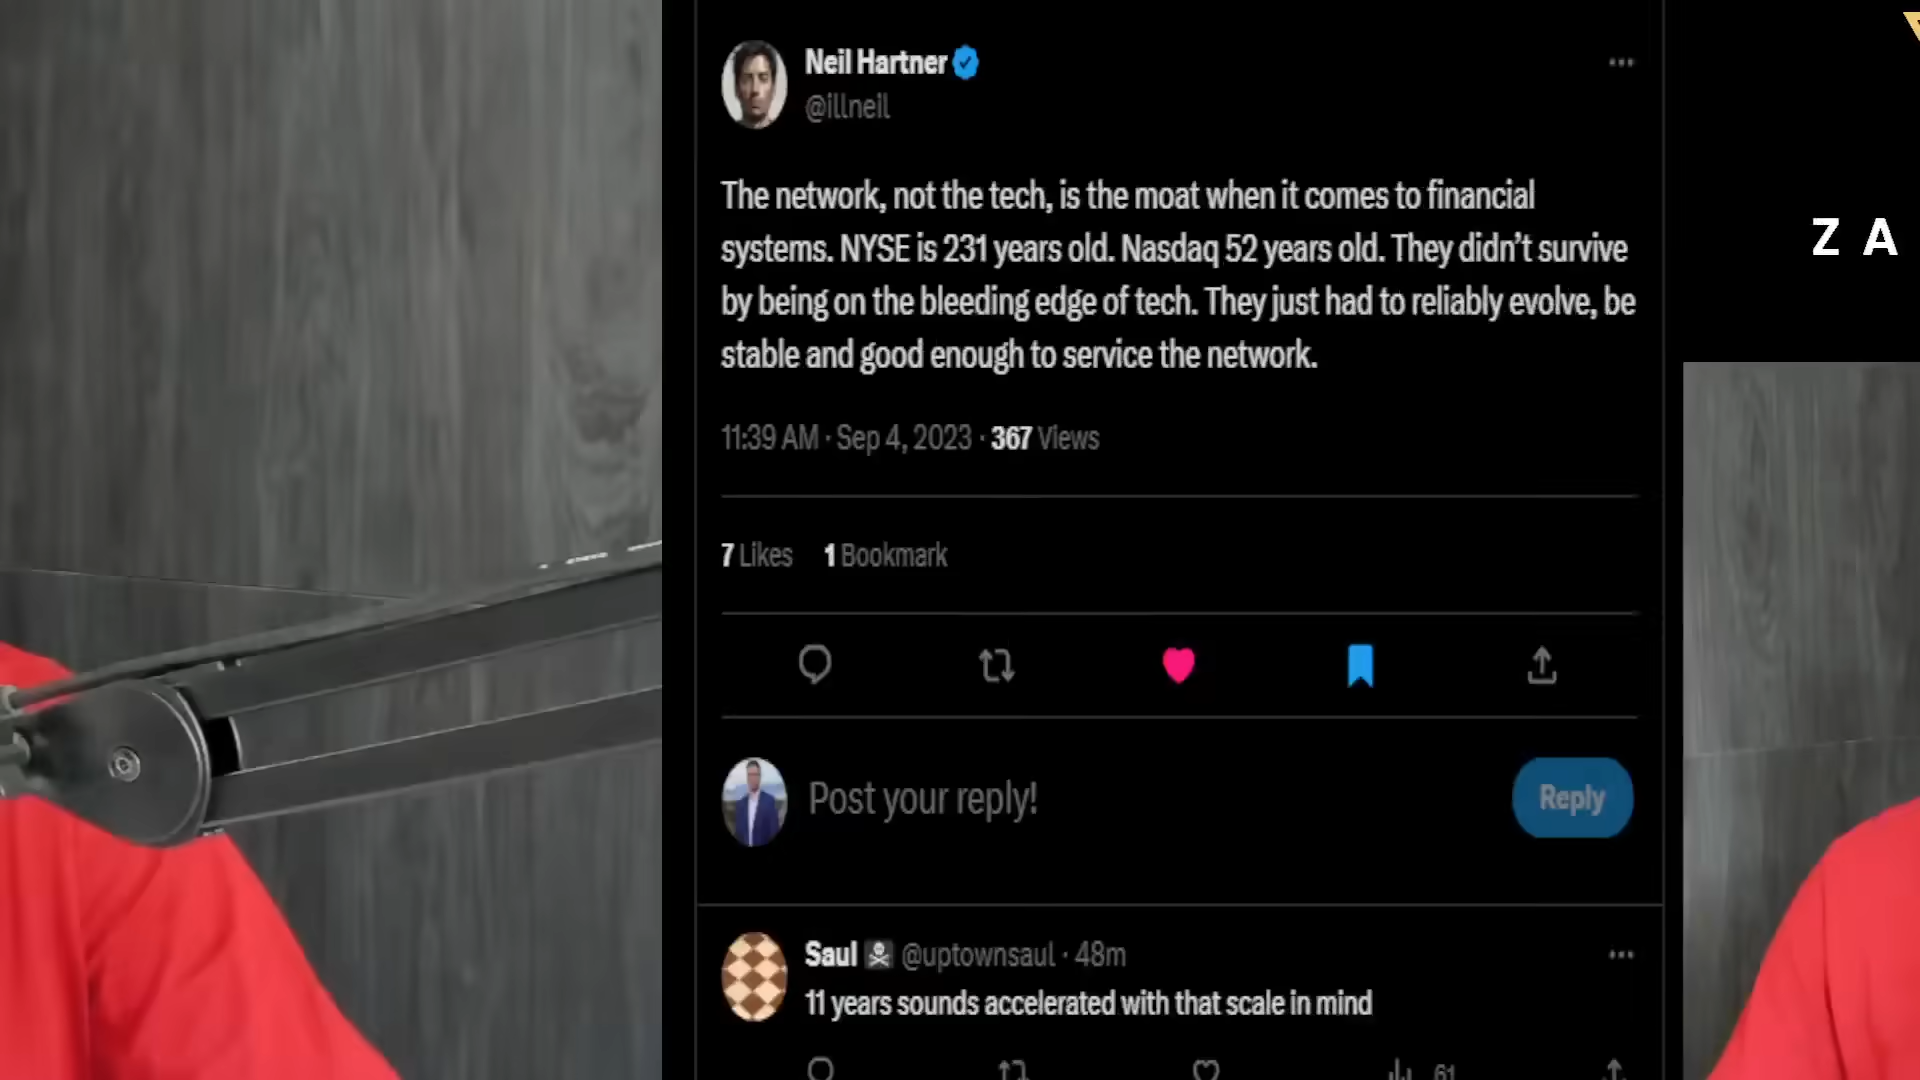 Neil Hartner
@illneil
The network, not the tech, is the moat when it comes to financial
systems. NYSE is 231 years old. Nasdaq 52 years old. They didn't survive
by being on the bleeding edge of tech. They just had to reliably evolve, be
stable and good enough to service the network.
11:39 AM · Sep 4, 2023 · 367 Views
7 Likes 1 Bookmark
Post your reply!
Reply
Saul @uptownsaul · 48m
11 years sounds accelerated with that scale in mind
61
Z A